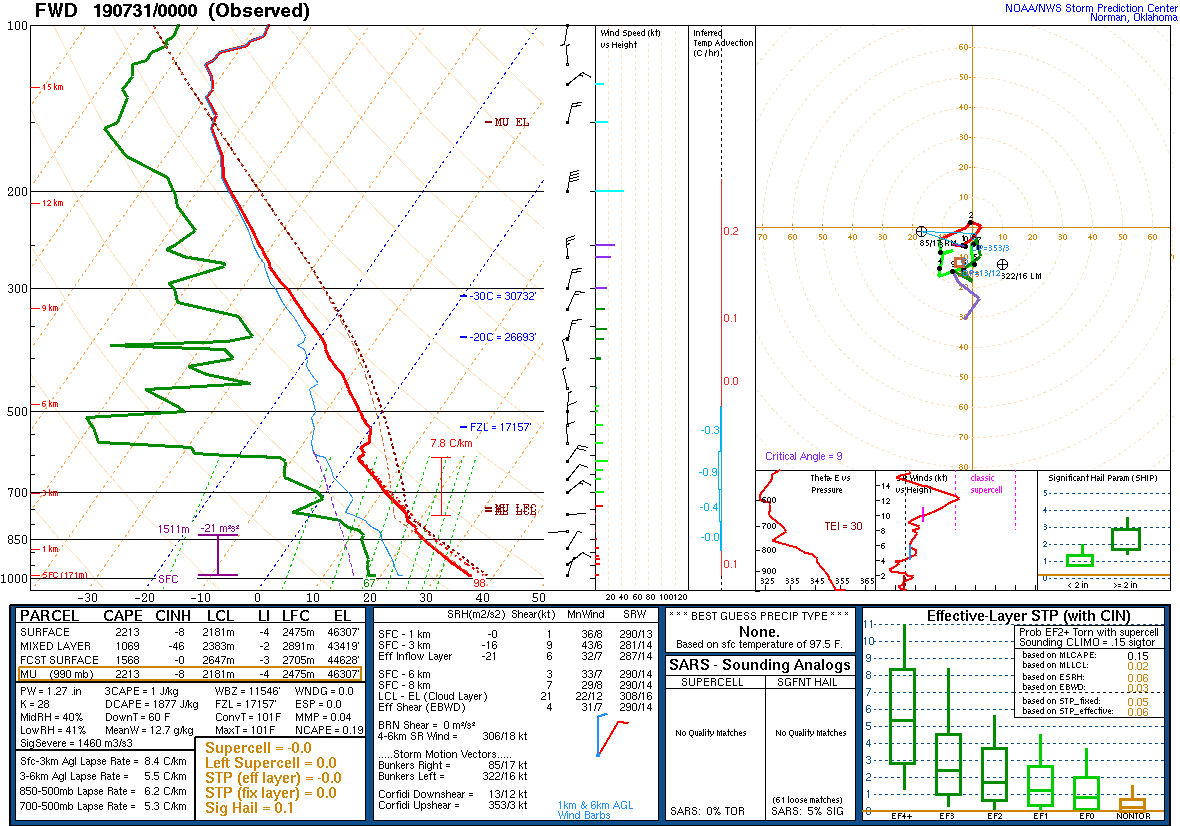 FWD 190731/0000 (Observed)
NOAA/NWS Storm Prediction Center
Norman, Oklahoma
100
200
300
500
700
850
1000
15 km
12 km
9 km
6 km
3 km
1 km
SFC (171m)
MU EL
-30C = 30732'
-20C = 26693'
FZL = 17157'
7.8 C/km
MU LFC
1511m
-21 m²s²
SFC
67
98
-30 -20 -10 0 10 20 30 40 50
Wind Speed (kt)
vs Height
20 40 60 80 100120
Inferred
Temp Advection
(C /hr)
0.2
0.1
0.0
-0.3
-0.9
-0.4
-0.0
0.1
60
50
40
30
20
10
70 60 50 40 30 20
20 30 40 50 60
30
40
50
60
70
80
2
85/17 RM
322/16 LM
Critical Angle = 9
Theta-E vs
Pressure
TEI = 30
600
700
800
900
325 345 355 365
SR Winds (kt)
vs Height
classic
supercell
14
12
10
8
6
4
2
Significant Hail Param (SHIP)
5
4
3
2
1
0
< 2 in
>= 2 in
PARCEL CAPE CINH LCL LI LFC EL
SURFACE 2213 -8 2181m -4 2475m 46307'
MIXED LAYER 1069 -46 2383m -2 2891m 43419'
FCST SURFACE 1568 -0 2647m -3 2705m 44628'
MU (990 mb) 2213 -8 2181m -4 2475m 46307'
PW = 1.27 .in 3CAPE = 1 J/kg WBZ = 11546' WNDG = 0.0
K = 28 DCAPE = 1877 J/kg FZL = 17157' ESP = 0.0
MidRH = 40% DownT = 60 F ConvT = 101F MMP = 0.04
LowRH = 41% MeanW = 12.7 g/kg MaxT = 101F NCAPE = 0.19
SigSevere = 1460 m3/s3
Sfc-3km Agl Lapse Rate = 8.4 C/km
3-6km Agl Lapse Rate = 5.5 C/km
850-500mb Lapse Rate = 6.2 C/km
700-500mb Lapse Rate = 5.3 C/km
Supercell = -0.0
Left Supercell = 0.0
STP (eff layer) = -0.0
STP (fix layer) = 0.0
Sig Hail = 0.1
SRH(m2/s2) Shear(kt) MnWind SRW
SFC - 1 km -0 1 36/8 290/13
SFC - 3 km -16 9 43/6 281/14
Eff Inflow Layer -21 6 32/7 287/14
SFC - 6 km 3 33/7 290/14
SFC - 8 km 7 29/8 290/14
LCL - EL (Cloud Layer) 21 22/12 308/16
Eff Shear (EBWD) 4 31/7 290/14
BRN Shear = 0 m²/s²
4-6km SR Wind = 306/18 kt
.....Storm Motion Vectors.....
Bunkers Right = 85/17 kt
Bunkers Left = 322/16 kt
Corfidi Downshear = 13/12 kt
Corfidi Upshear = 353/3 kt
1km & 6km AGL
Wind Barbs
* * * BEST GUESS PRECIP TYPE * * *
None.
Based on sfc temperature of 97.5 F.
SARS - Sounding Analogs
SUPERCELL SGFNT HAIL
No Quality Matches No Quality Matches
(61 loose matches)
SARS: 0% TOR SARS: 5% SIG
Effective-Layer STP (with CIN)
Prob EF2+ Torn with supercell
Sounding CLIMO = .15 sigtor
based on MLCAPE: 0.15
based on MLLCL: 0.02
based on ESRH: 0.06
based on EBWD: 0.03
based on STP_fixed: 0.05
based on STP_effective: 0.06
11
10
9
8
7
6
5
4
3
2
1
0
EF4+ EF3 EF2 EF1 EF0 NONTOR